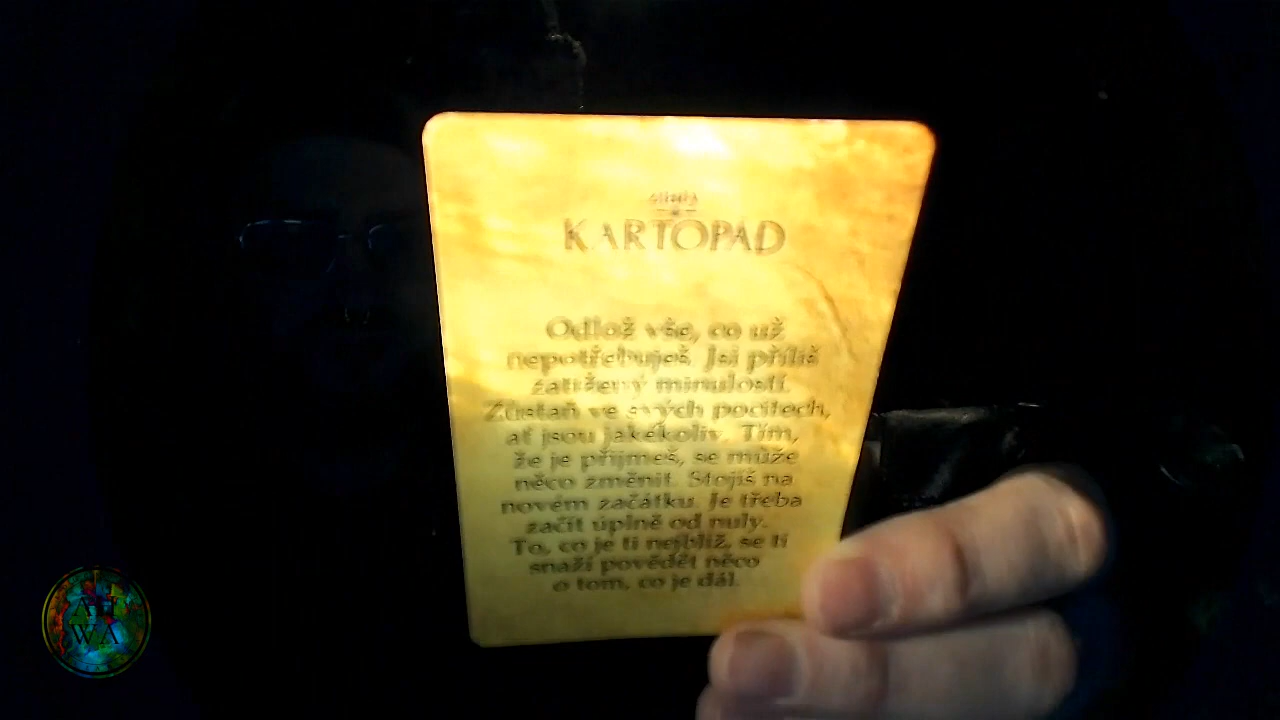 KARTOPAD
Odlož vše, co už
nepotřebuješ. Jsi příliš
zatížený minulostí.
Zůstaň ve svých pocitech,
ať jsou jakékoliv. Tím,
že je přijmeš, se může
něco změnit. Stojíš na
novém začátku. Je třeba
začít úplně od nuly.
To, co je ti nejblíž, se ti
snaží povědět něco
o tom, co je dál.
AH
WA